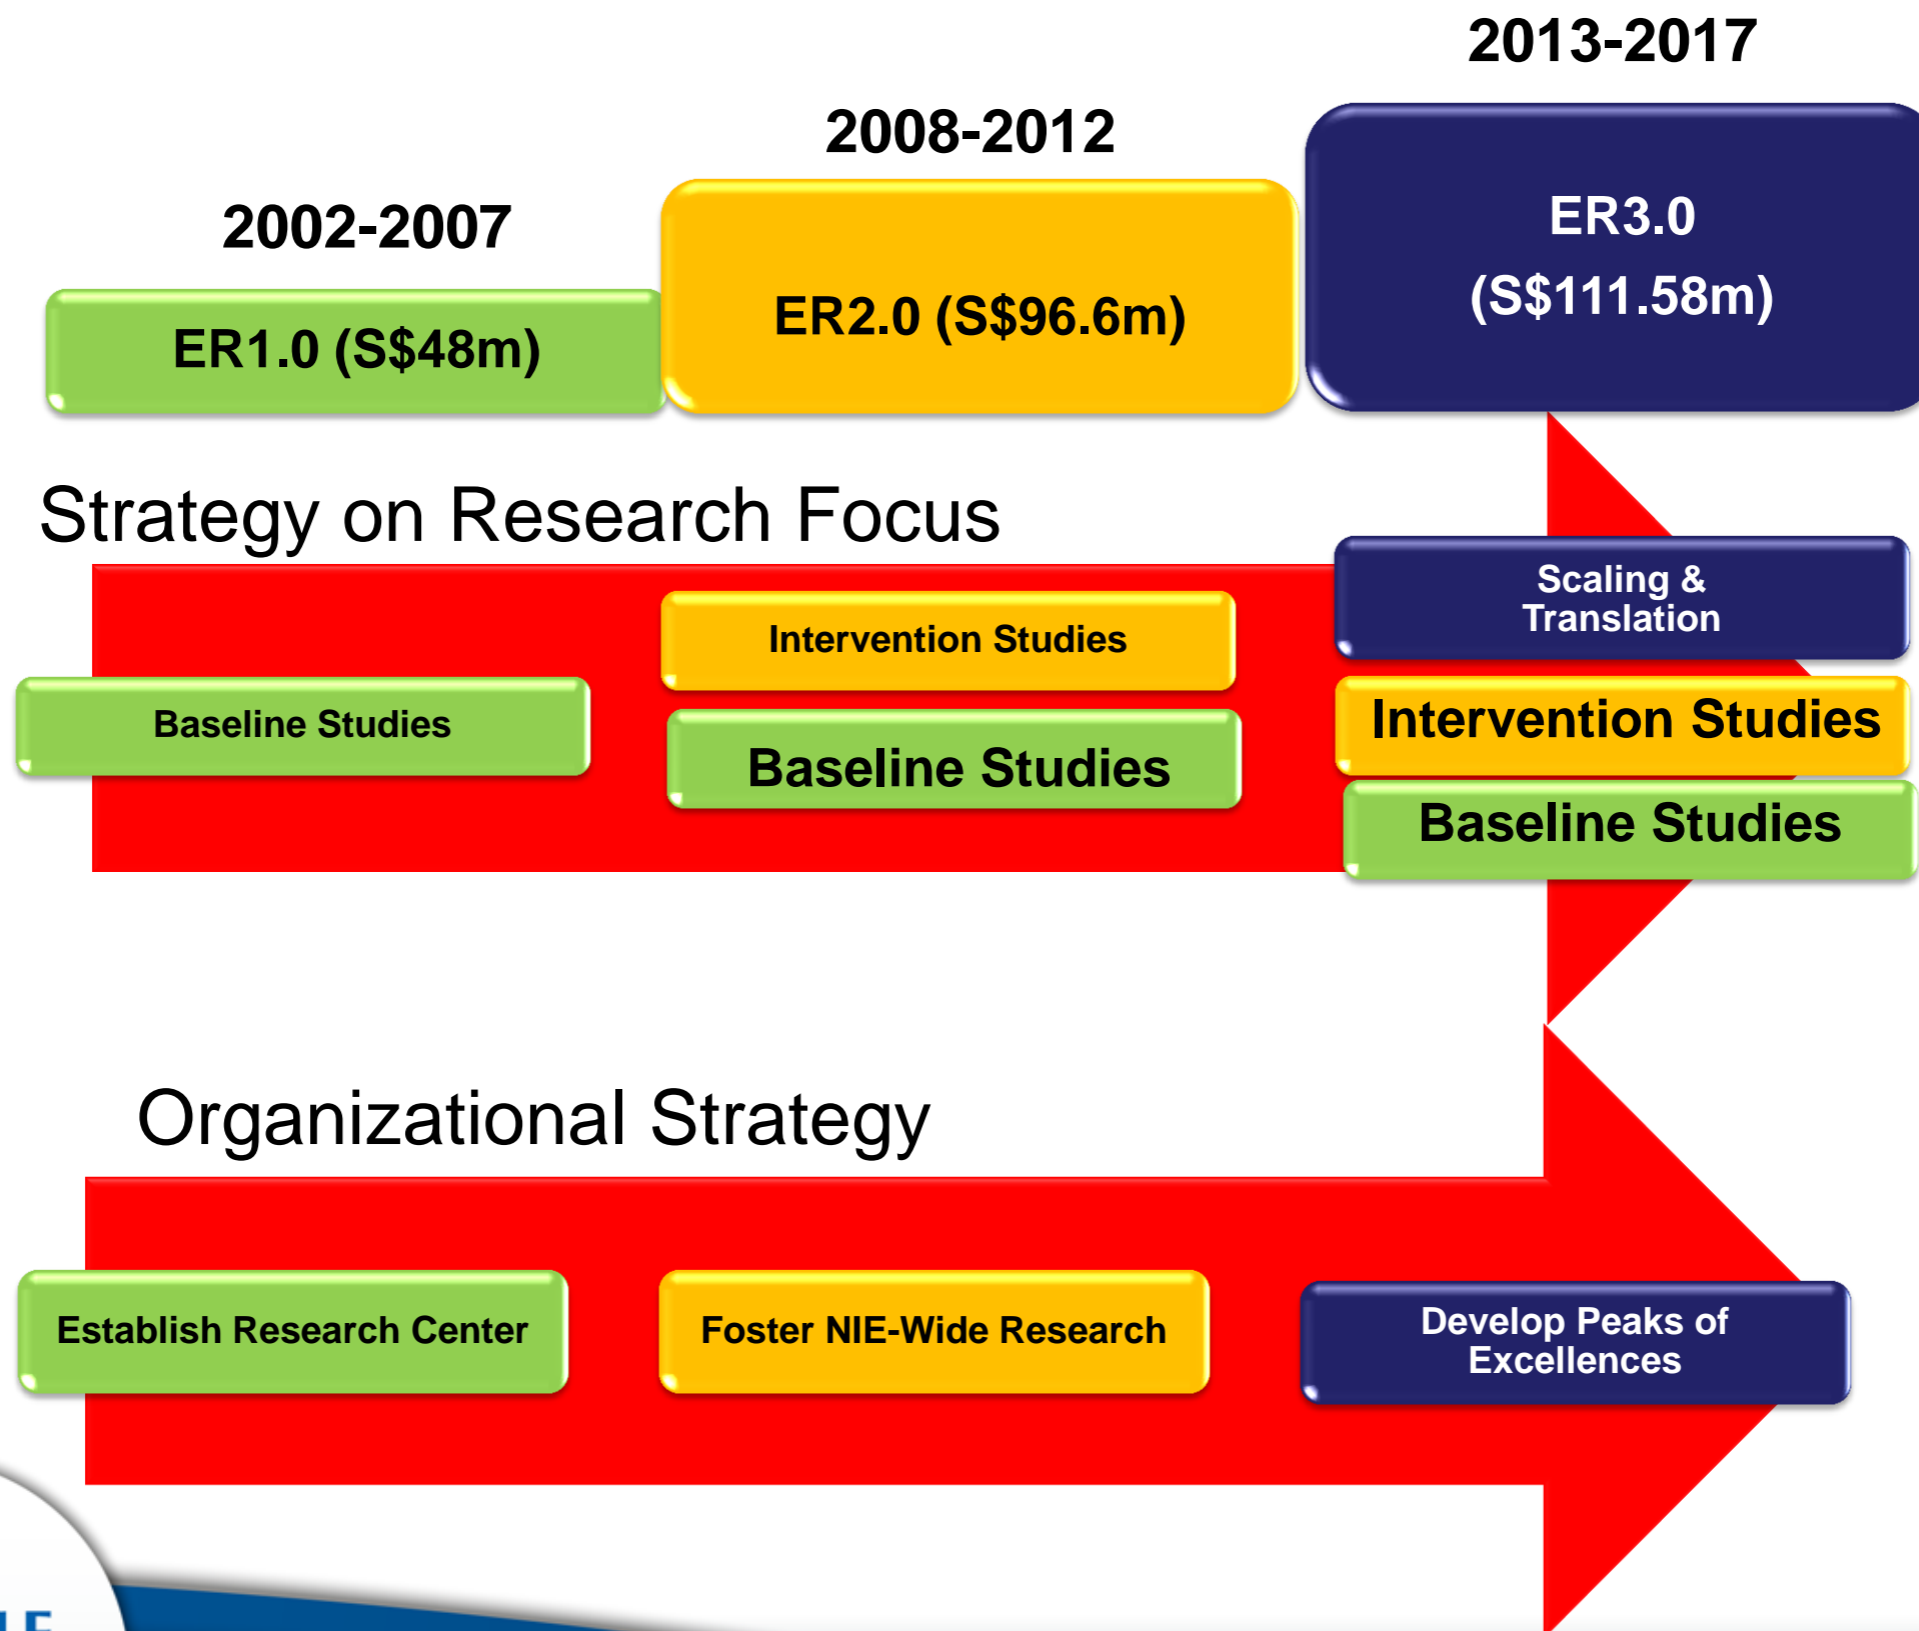 2013-2017
2008-2012
2002-2007
ER3.0
(S$111.58m)
ER2.0 (S$96.6m)
ER1.0 (S$48m)
Strategy on Research Focus
Scaling &
Translation
Intervention Studies
Intervention Studies
Baseline Studies
Baseline Studies
Baseline Studies
Organizational Strategy
Establish Research Center
Foster NIE-Wide Research
Develop Peaks of
Excellences